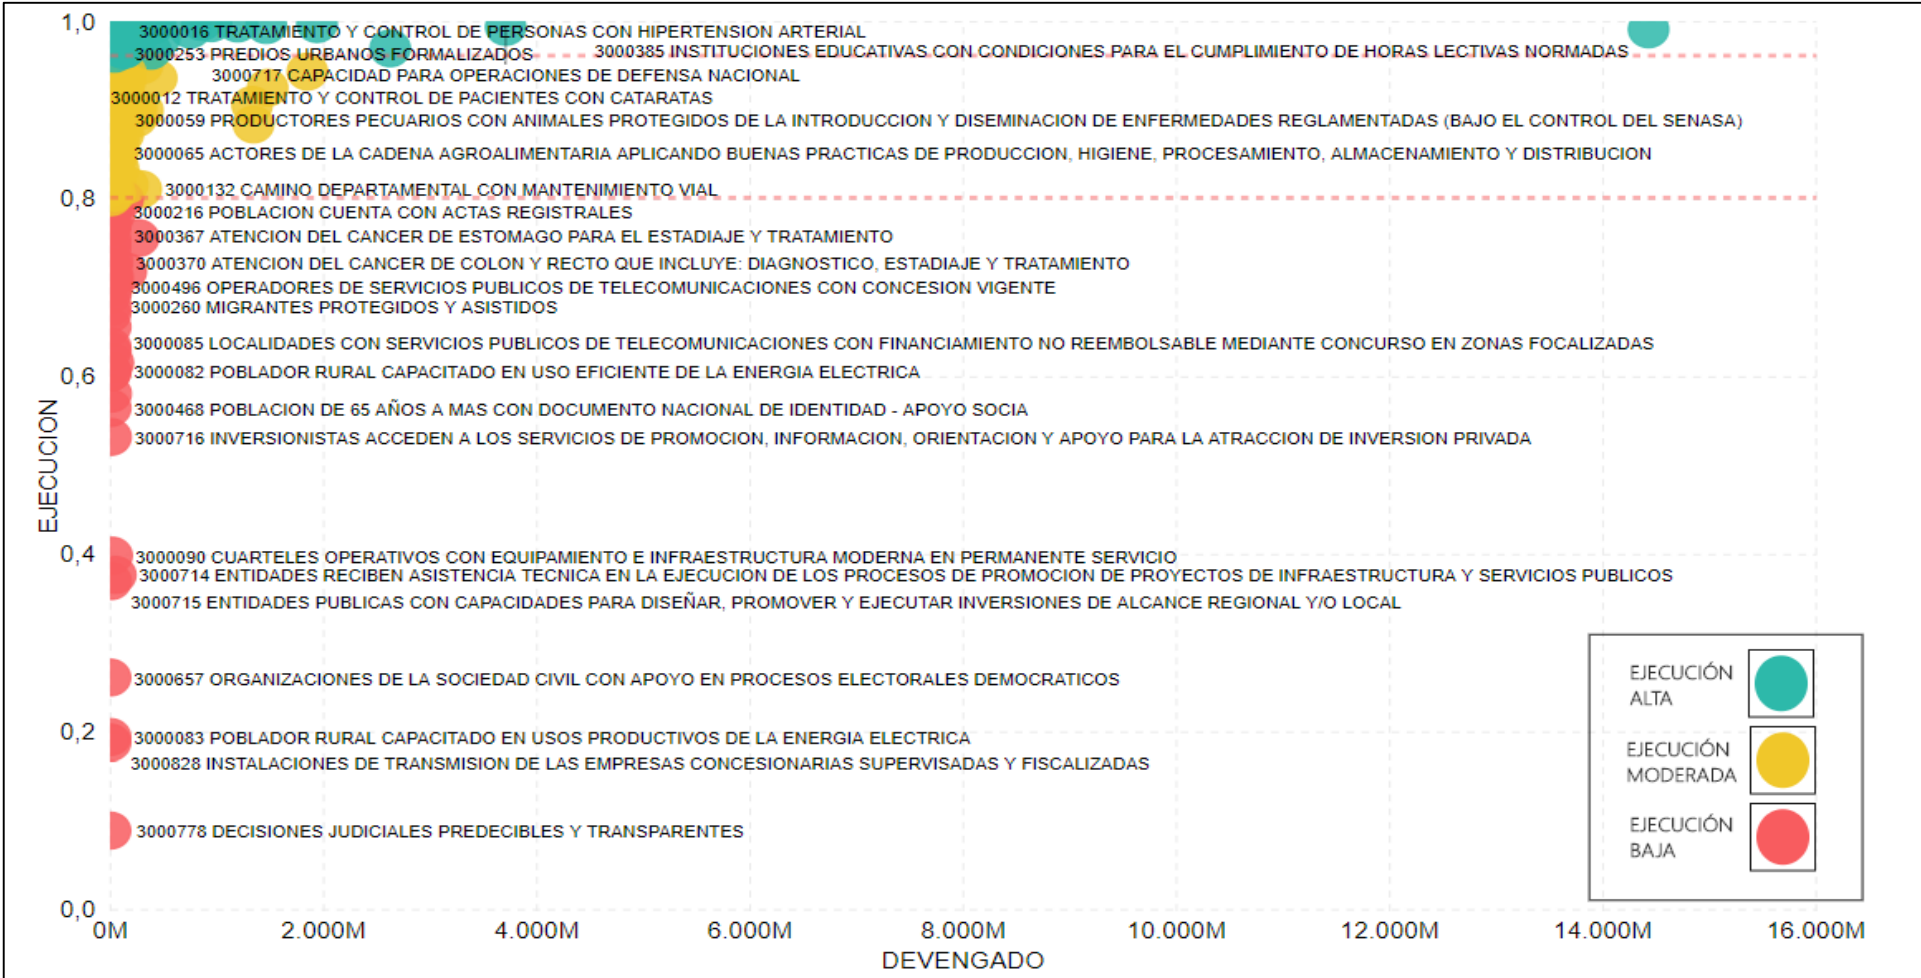 1,0
3000016 TRATAMIENTO Y CONTROL DE PERSONAS CON HIPERTENSION ARTERIAL
3000385 INSTITUCIONES EDUCATIVAS CON CONDICIONES PARA EL CUMPLIMIENTO DE HORAS LECTIVAS NORMADAS
3000253 PREDIOS URBANOS FORMALIZADOS
3000717 CAPACIDAD PARA OPERACIONES DE DEFENSA NACIONAL
3000012 TRATAMIENTO Y CONTROL DE PACIENTES CON CATARATAS
3000059 PRODUCTORES PECUARIOS CON ANIMALES PROTEGIDOS DE LA INTRODUCCION Y DISEMINACION DE ENFERMEDADES REGLAMENTADAS (BAJO EL CONTROL DEL SENASA)
3000065 ACTORES DE LA CADENA AGROALIMENTARIA APLICANDO BUENAS PRACTICAS DE PRODUCCION, HIGIENE, PROCESAMIENTO, ALMACENAMIENTO Y DISTRIBUCION
3000132 CAMINO DEPARTAMENTAL CON MANTENIMIENTO VIAL
0,8
3000216 POBLACION CUENTA CON ACTAS REGISTRALES
3000367 ATENCION DEL CANCER DE ESTOMAGO PARA EL ESTADIAJE Y TRATAMIENTO
3000370 ATENCION DEL CANCER DE COLON Y RECTO QUE INCLUYE: DIAGNOSTICO, ESTADIAJE Y TRATAMIENTO
3000496 OPERADORES DE SERVICIOS PUBLICOS DE TELECOMUNICACIONES CON CONCESION VIGENTE
3000260 MIGRANTES PROTEGIDOS Y ASISTIDOS
3000085 LOCALIDADES CON SERVICIOS PUBLICOS DE TELECOMUNICACIONES CON FINANCIAMIENTO NO REEMBOLSABLE MEDIANTE CONCURSO EN ZONAS FOCALIZADAS
0,6
3000082 POBLADOR RURAL CAPACITADO EN USO EFICIENTE DE LA ENERGIA ELECTRICA
3000468 POBLACION DE 65 AÑOS A MAS CON DOCUMENTO NACIONAL DE IDENTIDAD - APOYO SOCIA
3000716 INVERSIONISTAS ACCEDEN A LOS SERVICIOS DE PROMOCION, INFORMACION, ORIENTACION Y APOYO PARA LA ATRACCION DE INVERSION PRIVADA
EJECUCION
0,4
3000090 CUARTELES OPERATIVOS CON EQUIPAMIENTO E INFRAESTRUCTURA MODERNA EN PERMANENTE SERVICIO
3000714 ENTIDADES RECIBEN ASISTENCIA TECNICA EN LA EJECUCION DE LOS PROCESOS DE PROMOCION DE PROYECTOS DE INFRAESTRUCTURA Y SERVICIOS PUBLICOS
3000715 ENTIDADES PUBLICAS CON CAPACIDADES PARA DISEÑAR, PROMOVER Y EJECUTAR INVERSIONES DE ALCANCE REGIONAL Y/O LOCAL
3000657 ORGANIZACIONES DE LA SOCIEDAD CIVIL CON APOYO EN PROCESOS ELECTORALES DEMOCRATICOS
0,2
3000083 POBLADOR RURAL CAPACITADO EN USOS PRODUCTIVOS DE LA ENERGIA ELECTRICA
3000828 INSTALACIONES DE TRANSMISION DE LAS EMPRESAS CONCESIONARIAS SUPERVISADAS Y FISCALIZADAS
3000778 DECISIONES JUDICIALES PREDECIBLES Y TRANSPARENTES
EJECUCIÓN
ALTA
EJECUCIÓN
MODERADA
EJECUCIÓN
BAJA
0,0
0M 2.000M 4.000M 6.000M 8.000M 10.000M 12.000M 14.000M 16.000M
DEVENGADO